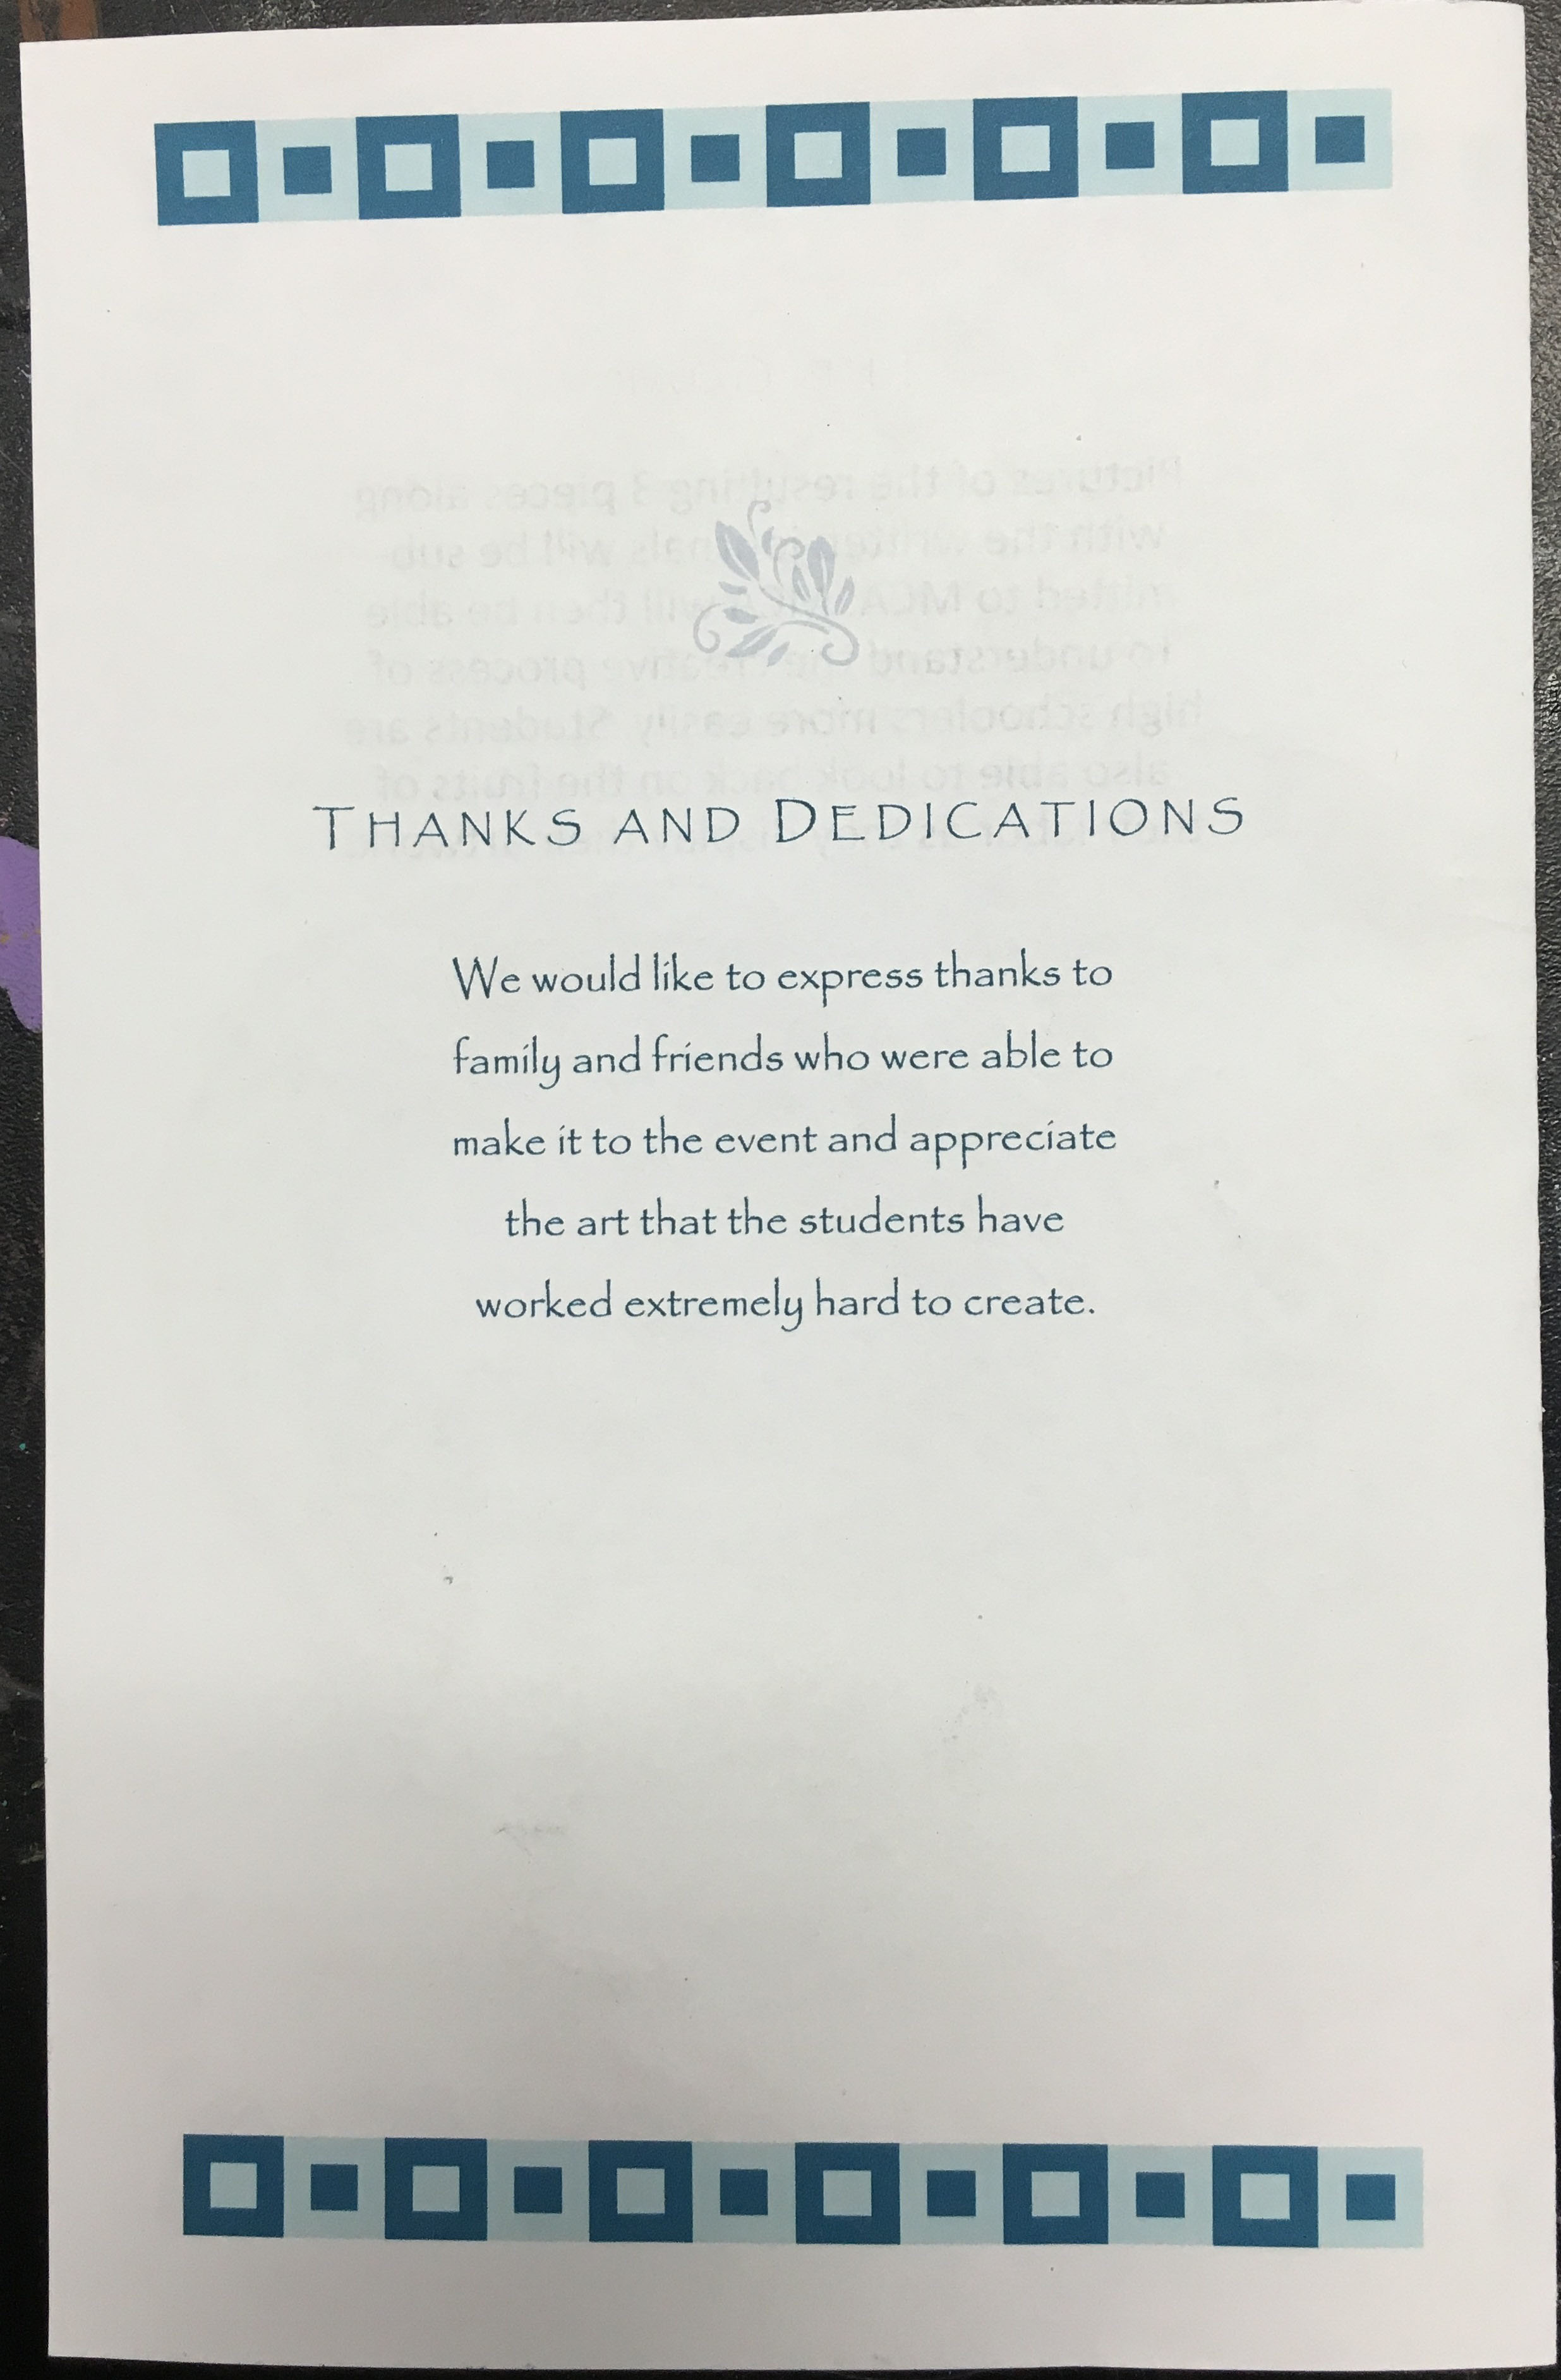 THANKS AND DEDICATIONS
We would like to express thanks to
family and friends who were able to
make it to the event and appreciate
the art that the students have
worked extremely hard to create.